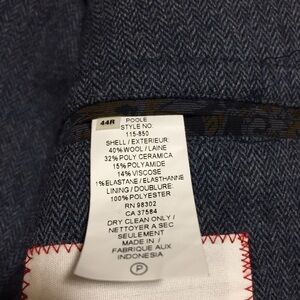 44R
POOLE
STYLE NO.
115-850
SHELL / EXTERIEUR:
40% WOOL / LAINE
32% POLY CERAMICA
15% POLYAMIDE
14% VISCOSE
1% ELASTANE / ELASTHANNE
LINING / DOUBLURE:
100% POLYESTER
RN 98302
CA 37584
DRY CLEAN ONLY /
NETTOYER A SEC
SEULEMENT
MADE IN /
FABRIQUE AUX
INDONESIA
P